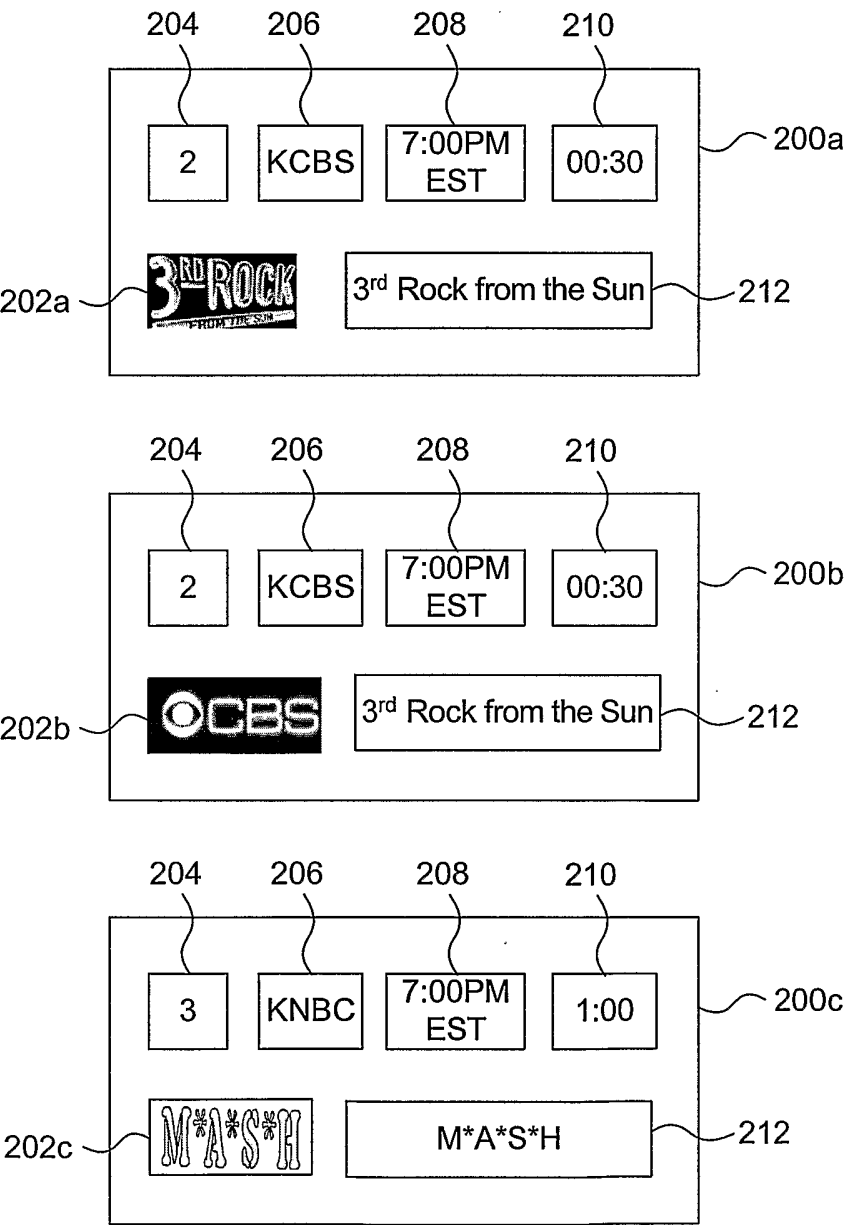 204 206 208 210
2 KCBS 7:00PM EST 00:30 200a
3RD ROCK
FROM THE SUN
202a 3rd Rock from the Sun 212
204 206 208 210
2 KCBS 7:00PM EST 00:30 200b
CBS
202b 3rd Rock from the Sun 212
204 206 208 210
3 KNBC 7:00PM EST 1:00 200c
M*A*S*H
202c M*A*S*H 212